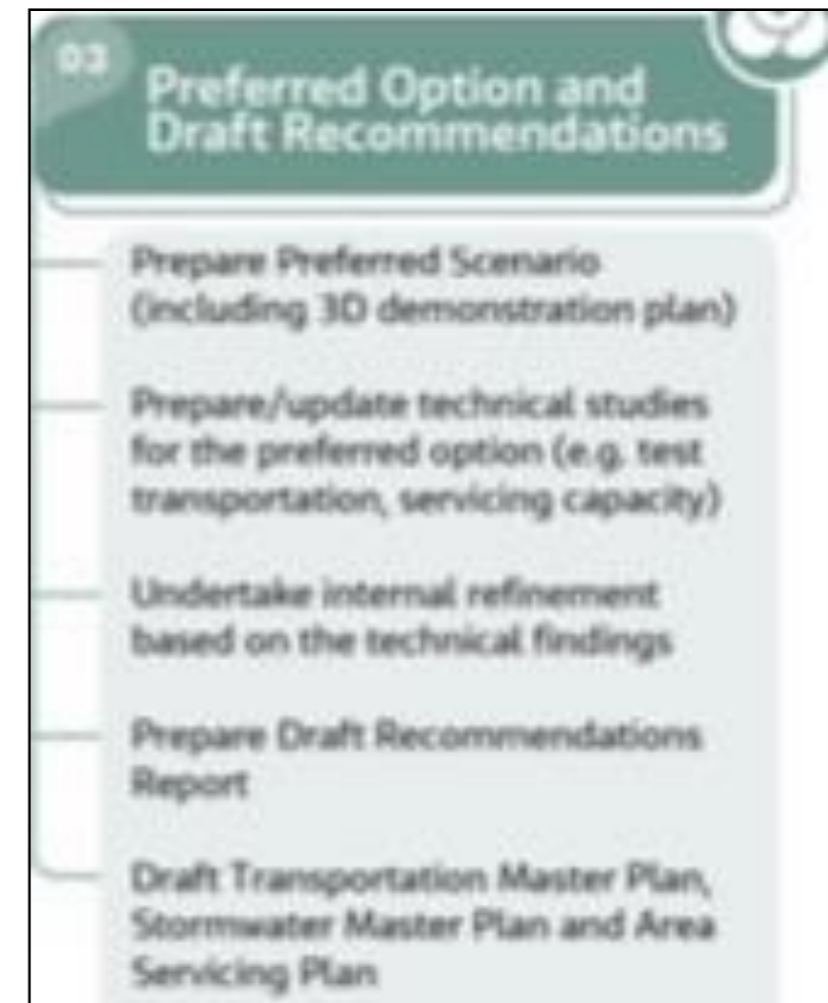 03
Preferred Option and
Draft Recommendations
Prepare Preferred Scenario
(including 3D demonstration plan)
Prepare/update technical studies
for the preferred option (e.g. test
transportation, servicing capacity)
Undertake internal refinement
based on the technical findings
Prepare Draft Recommendations
Report
Draft Transportation Master Plan,
Stormwater Master Plan and Area
Servicing Plan